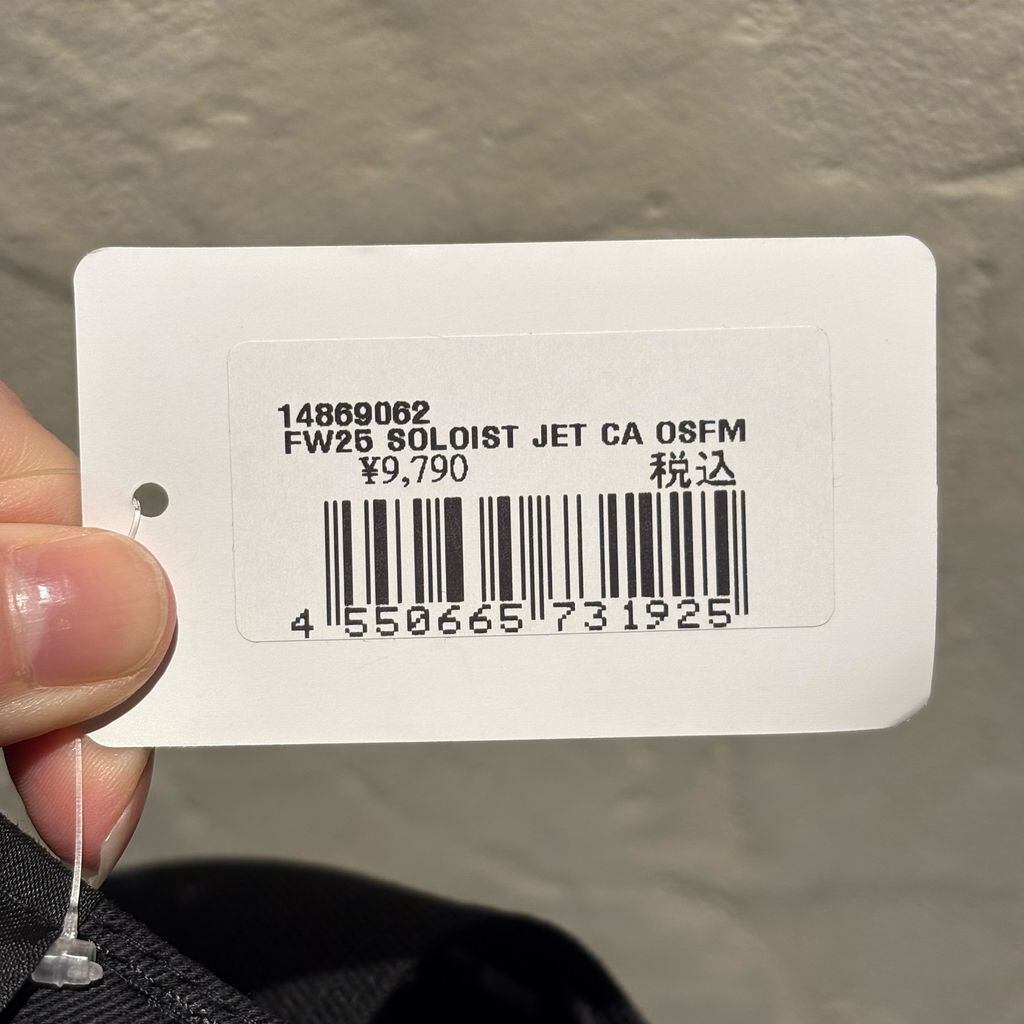 14869062
FW25 SOLOIST JET CA OSFM
¥9,790 税込
4 550665 731925